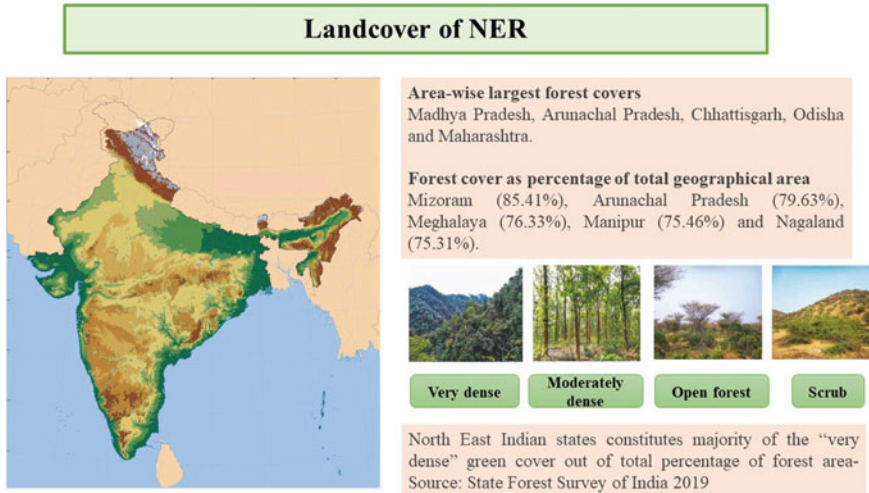 Landcover of NER
Area-wise largest forest covers
Madhya Pradesh, Arunachal Pradesh, Chhattisgarh, Odisha
and Maharashtra.
Forest cover as percentage of total geographical area
Mizoram (85.41%), Arunachal Pradesh (79.63%),
Meghalaya (76.33%), Manipur (75.46%) and Nagaland
(75.31%).
Very dense
Moderately
dense
Open forest
Scrub
North East Indian states constitutes majority of the “very
dense” green cover out of total percentage of forest area-
Source: State Forest Survey of India 2019